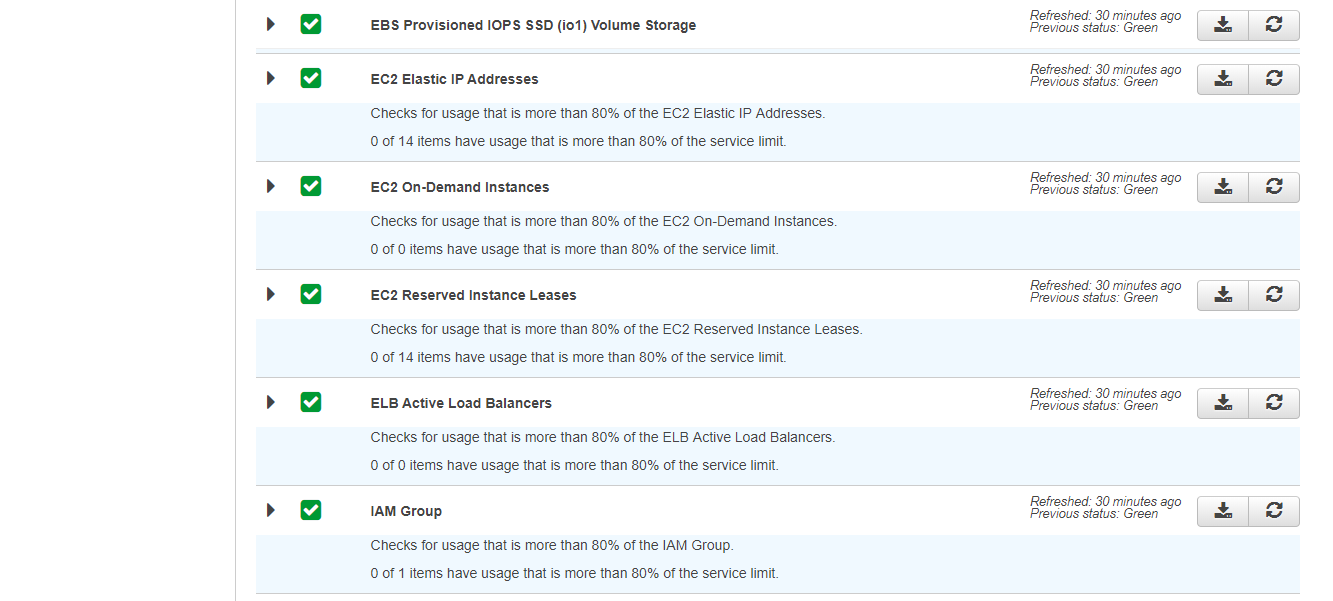 EBS Provisioned IOPS SSD (io1) Volume Storage
Refreshed: 30 minutes ago
Previous status: Green
EC2 Elastic IP Addresses
Refreshed: 30 minutes ago
Previous status: Green
Checks for usage that is more than 80% of the EC2 Elastic IP Addresses.
0 of 14 items have usage that is more than 80% of the service limit.
EC2 On-Demand Instances
Refreshed: 30 minutes ago
Previous status: Green
Checks for usage that is more than 80% of the EC2 On-Demand Instances.
0 of 0 items have usage that is more than 80% of the service limit.
EC2 Reserved Instance Leases
Refreshed: 30 minutes ago
Previous status: Green
Checks for usage that is more than 80% of the EC2 Reserved Instance Leases.
0 of 14 items have usage that is more than 80% of the service limit.
ELB Active Load Balancers
Refreshed: 30 minutes ago
Previous status: Green
Checks for usage that is more than 80% of the ELB Active Load Balancers.
0 of 0 items have usage that is more than 80% of the service limit.
IAM Group
Refreshed: 30 minutes ago
Previous status: Green
Checks for usage that is more than 80% of the IAM Group.
0 of 1 items have usage that is more than 80% of the service limit.